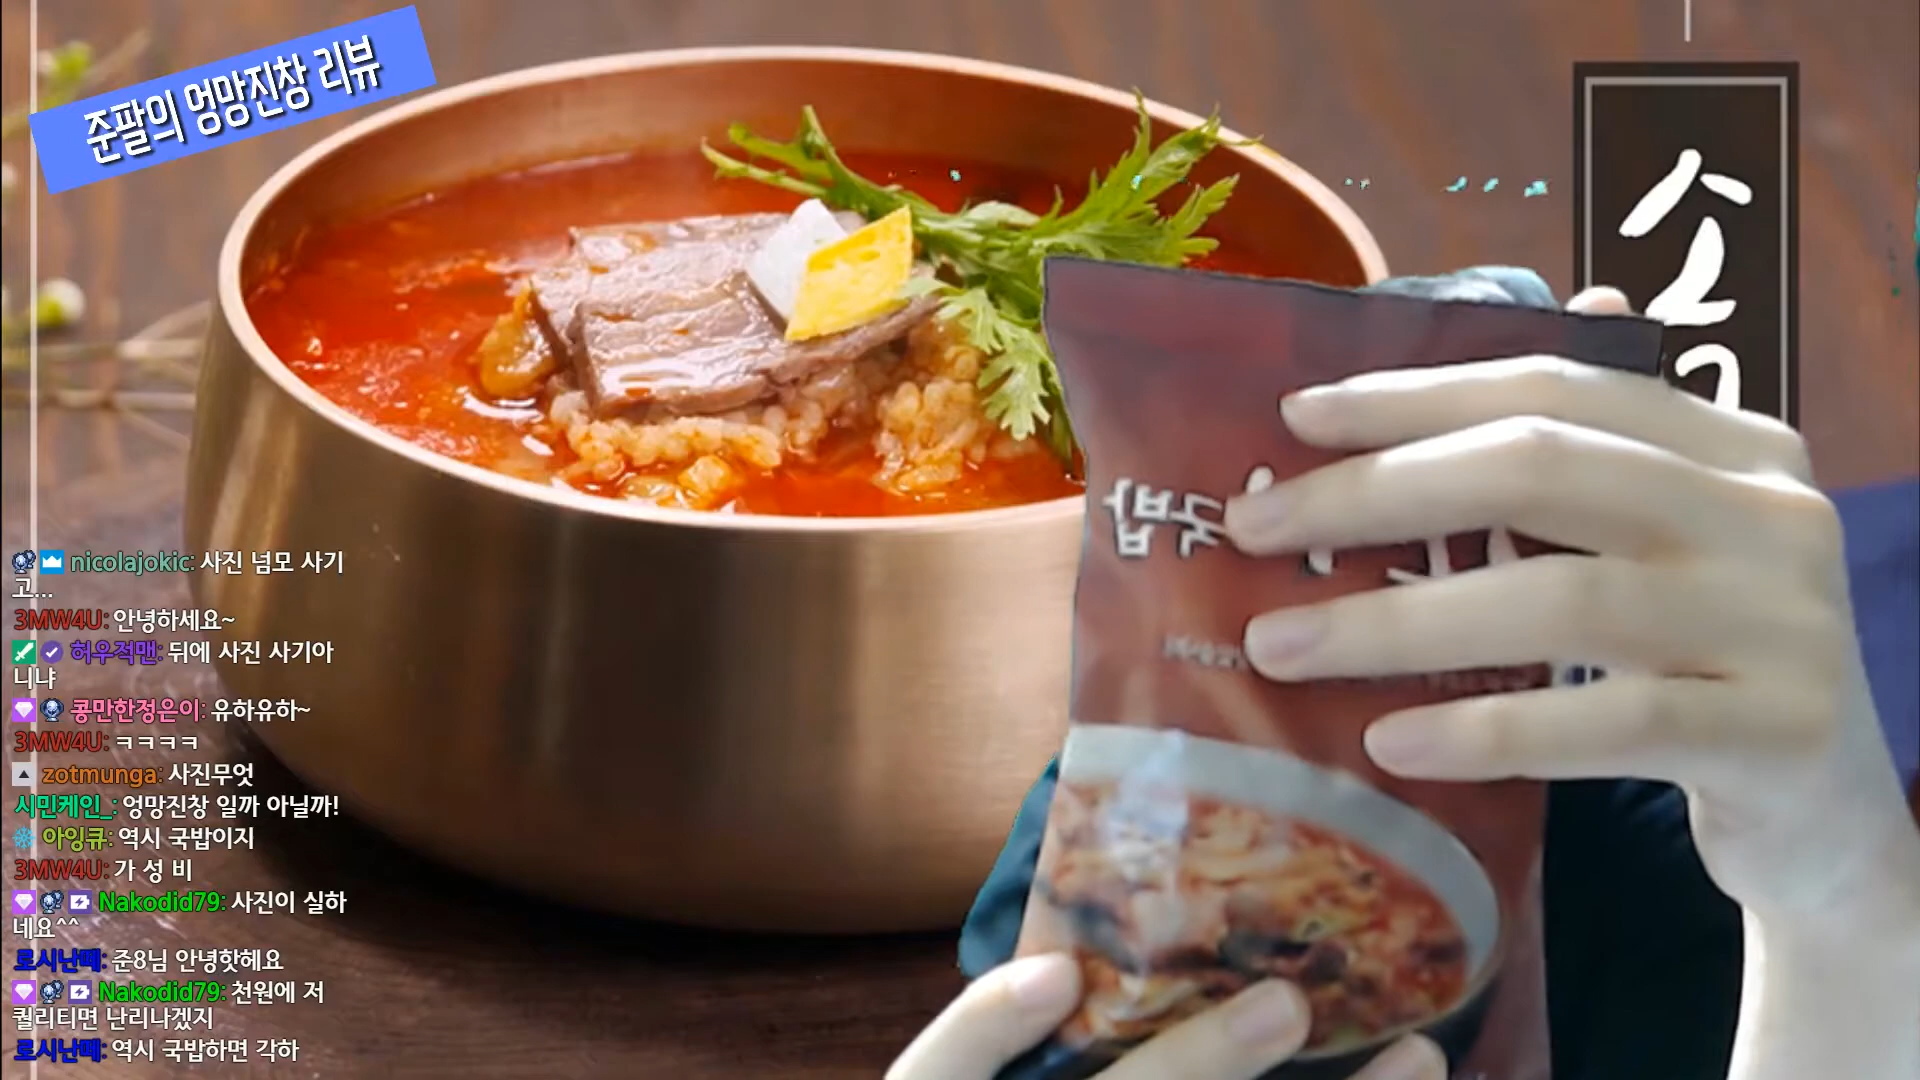 준팔의 엉망진창 리뷰
소고
국밥
nicolajokic: 사진 넘모 사기
고...
3MW4U: 안녕하세요~
허우적맨: 뒤에 사진 사기아
니냐
콩만한정은이: 유하유하~
3MW4U: ㅋㅋㅋㅋ
zotmunga: 사진무엇
시민케인_: 엉망진창 일까 아닐까!
아잉큐: 역시 국밥이지
3MW4U: 가 성 비
Nakodid79: 사진이 실하
네요^^
로시난떼: 준8님 안녕핫헤요
Nakodid79: 천원에 저
퀄리티면 난리나겠지
로시난떼: 역시 국밥하면 각하